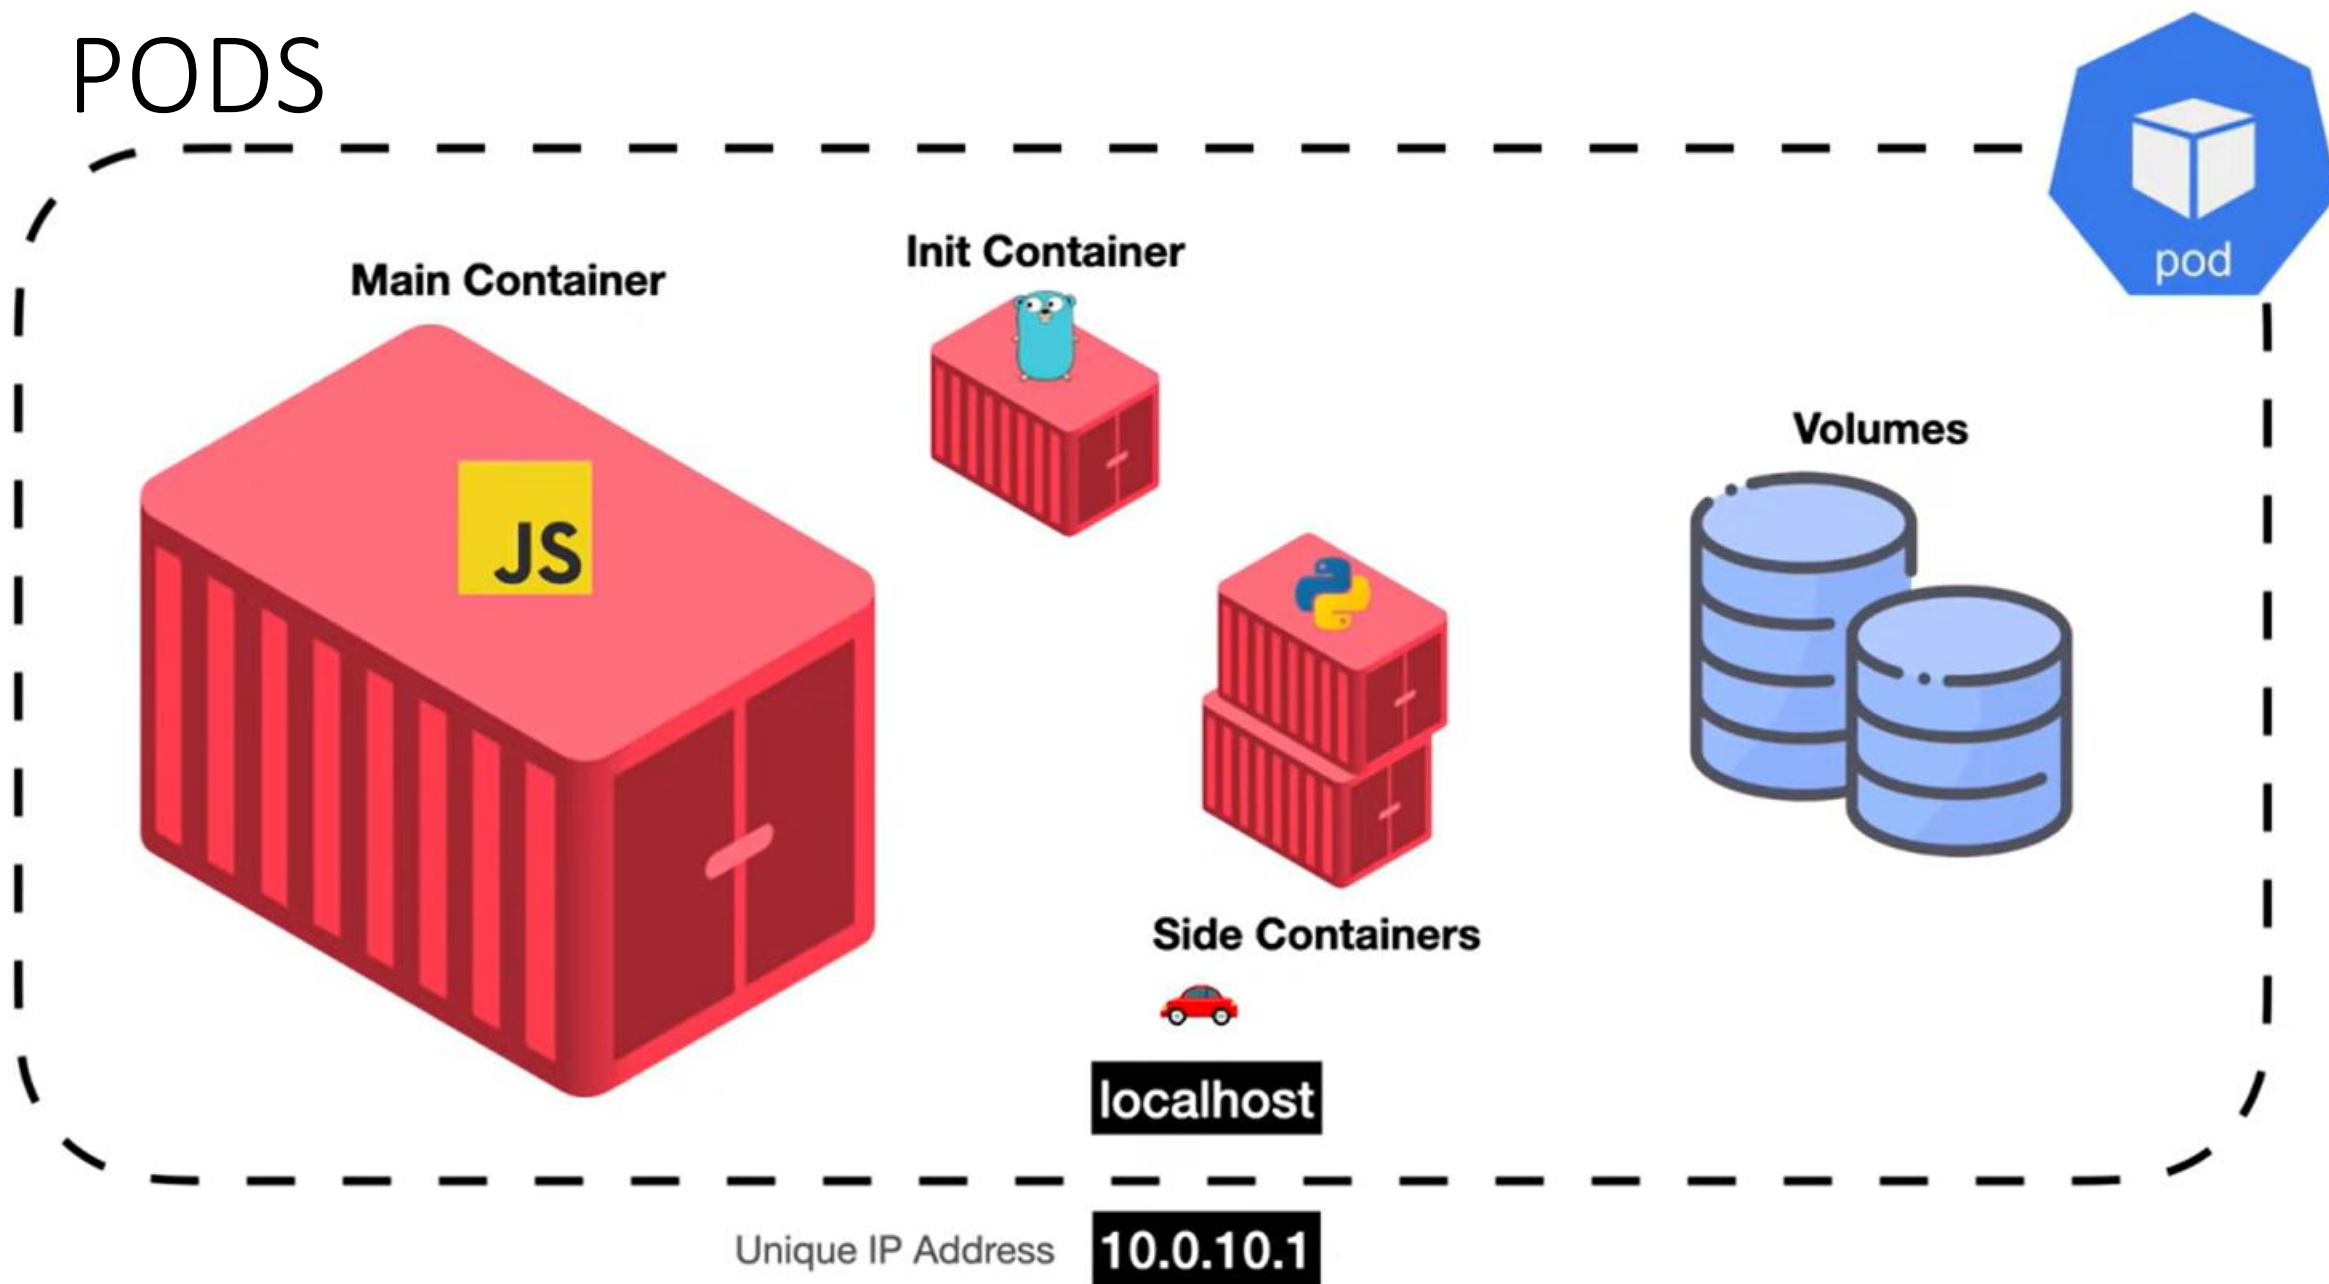 PODS
pod
Main Container
Init Container
JS
Volumes
Side Containers
localhost
Unique IP Address 10.0.10.1